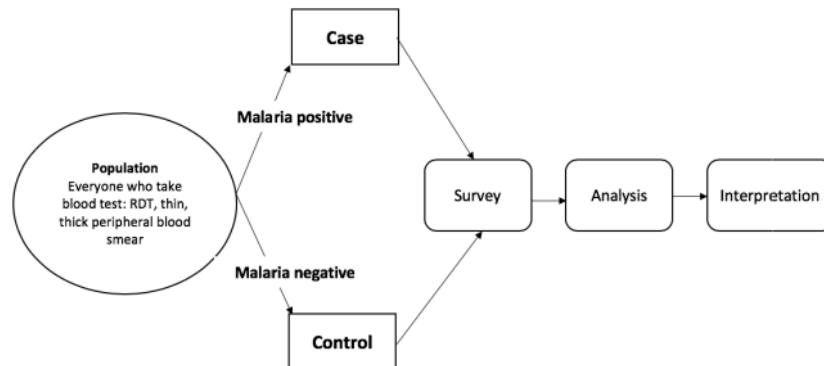 Case
Malaria positive
Population
Everyone who take
blood test: RDT, thin,
thick peripheral blood
smear
Survey
Analysis
Interpretation
Malaria negative
Control